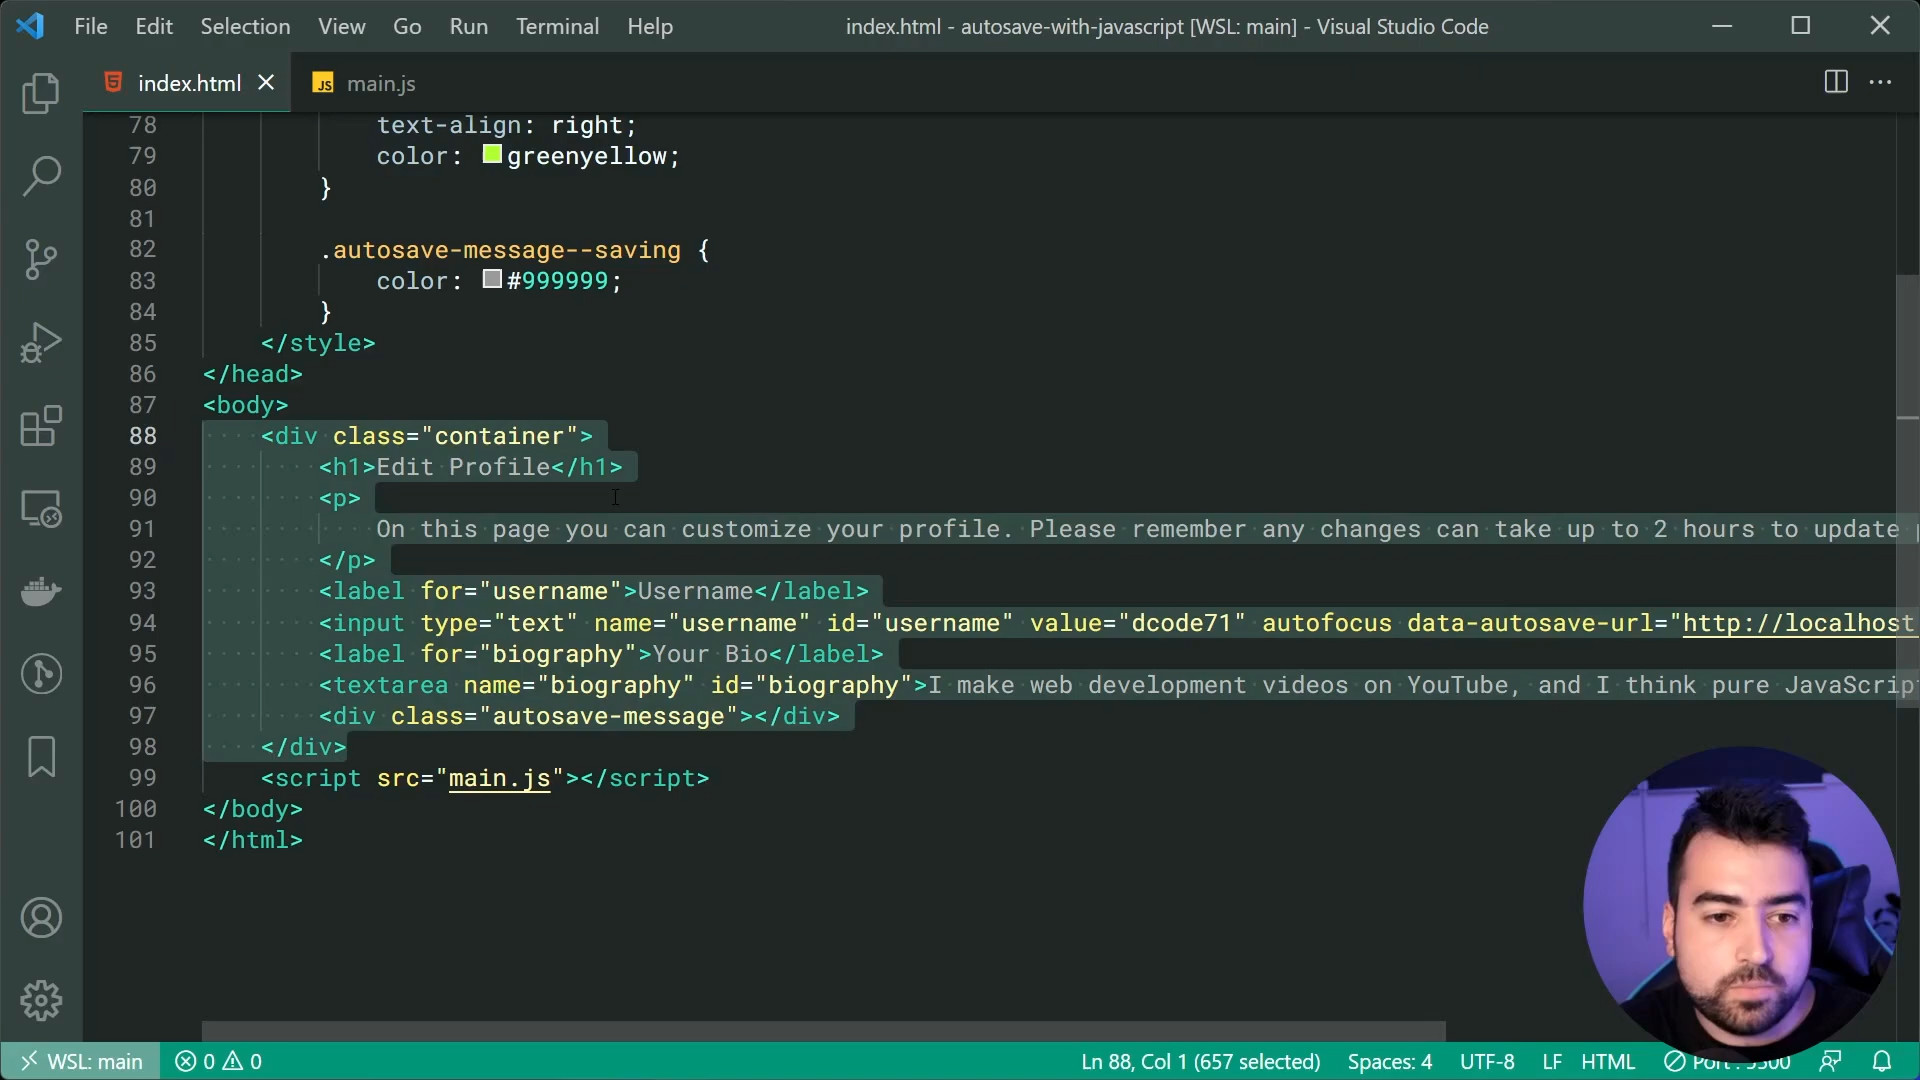 File Edit Selection View Go Run Terminal Help index.html - autosave-with-javascript [WSL: main] - Visual Studio Code
index.html JS main.js
78 text-align: right;
79 color: greenyellow;
80 }
81
82 .autosave-message--saving {
83 color: #999999;
84 }
85 </style>
86 </head>
87 <body>
88 <div class="container">
89 <h1>Edit Profile</h1>
90 <p>
91 On this page you can customize your profile. Please remember any changes can take up to 2 hours to update
92 </p>
93 <label for="username">Username</label>
94 <input type="text" name="username" id="username" value="dcode71" autofocus data-autosave-url="http://localhost
95 <label for="biography">Your Bio</label>
96 <textarea name="biography" id="biography">I make web development videos on YouTube, and I think pure JavaScrip
97 <div class="autosave-message"></div>
98 </div>
99 <script src="main.js"></script>
100 </body>
101 </html>
WSL: main 0 0 Ln 88, Col 1 (657 selected) Spaces: 4 UTF-8 LF HTML Port :